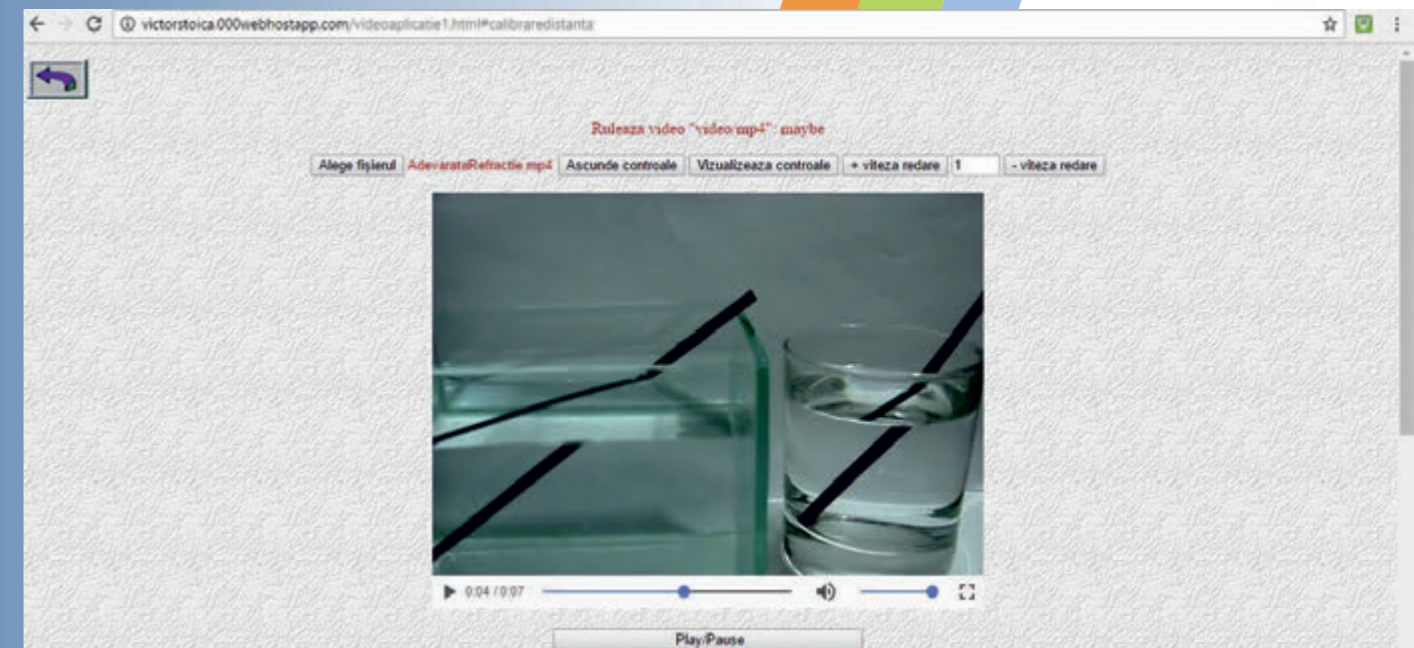 victorstoica.000webhostapp.com/videoaplicatie1.html#calibraredistanta
Ruleaza video "video/mp4": maybe
Alege fișierul AdevarataRefractie.mp4 Ascunde controale Vizualizeaza controale + viteza redare 1 - viteza redare
0:04 / 0:07
Play/Pause